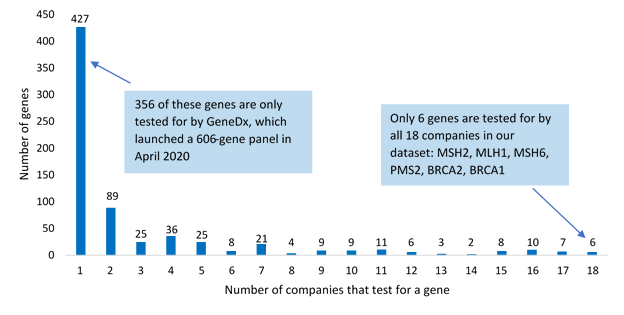 450
400
350
300
250
200
150
100
50
0
Number of genes
427
89
25
36
25
8
21
4
9
9
11
6
3
2
8
10
7
6
356 of these genes are only
tested for by GeneDx, which
launched a 606-gene panel in
April 2020
Only 6 genes are tested for by
all 18 companies in our
dataset: MSH2, MLH1, MSH6,
PMS2, BRCA2, BRCA1
1 2 3 4 5 6 7 8 9 10 11 12 13 14 15 16 17 18
Number of companies that test for a gene